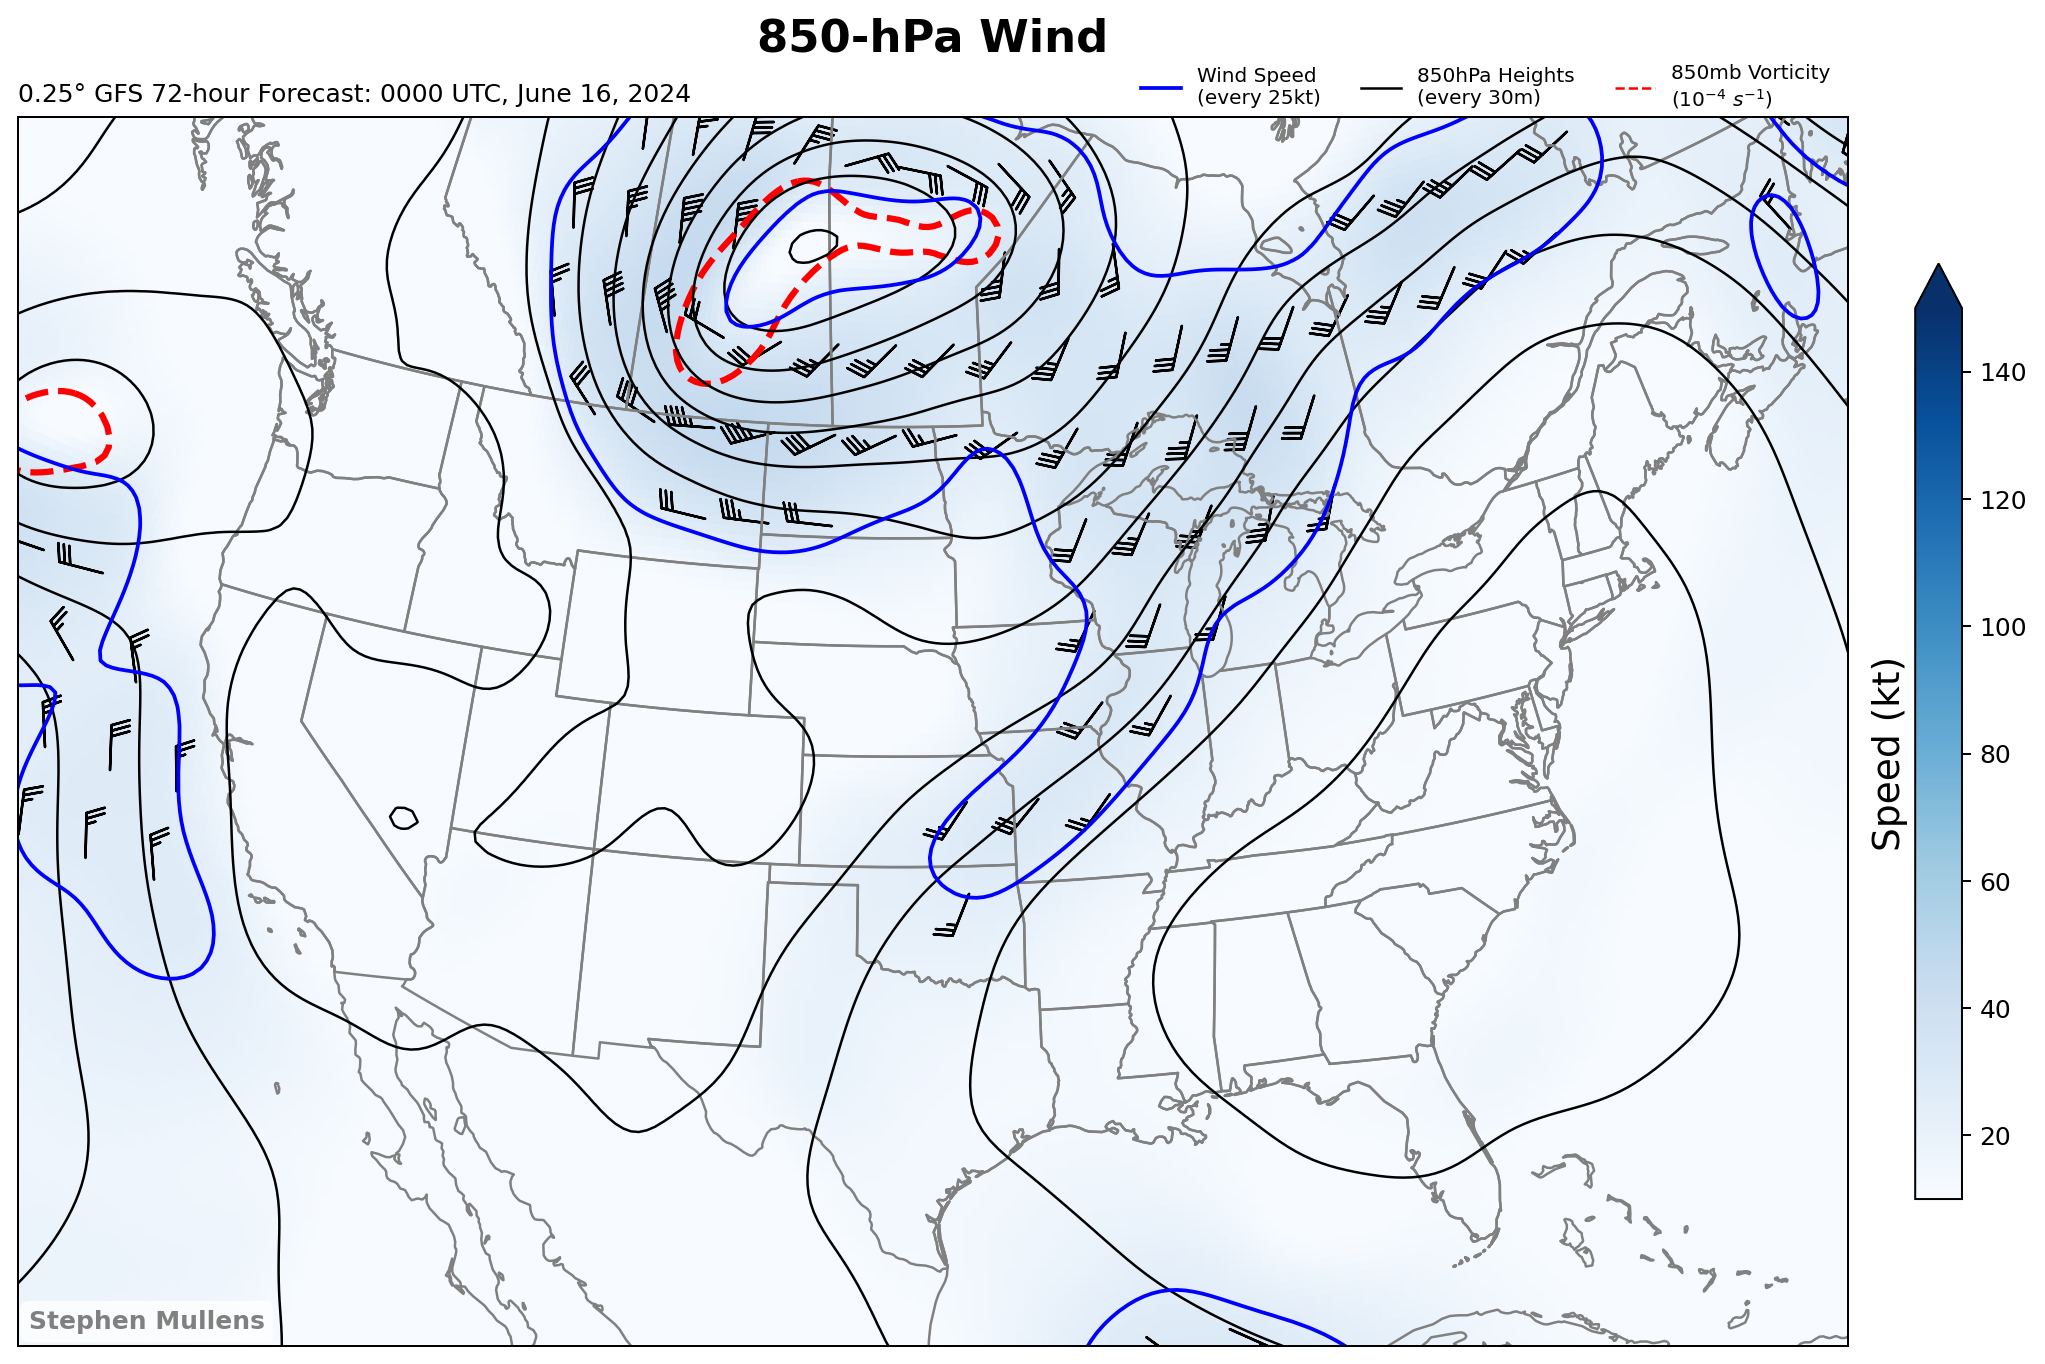 850-hPa Wind
0.25° GFS 72-hour Forecast: 0000 UTC, June 16, 2024
Wind Speed
(every 25kt)
850hPa Heights
(every 30m)
850mb Vorticity
(10⁻⁴ s⁻¹)
140
120
100
80
60
40
20
Speed (kt)
Stephen Mullens